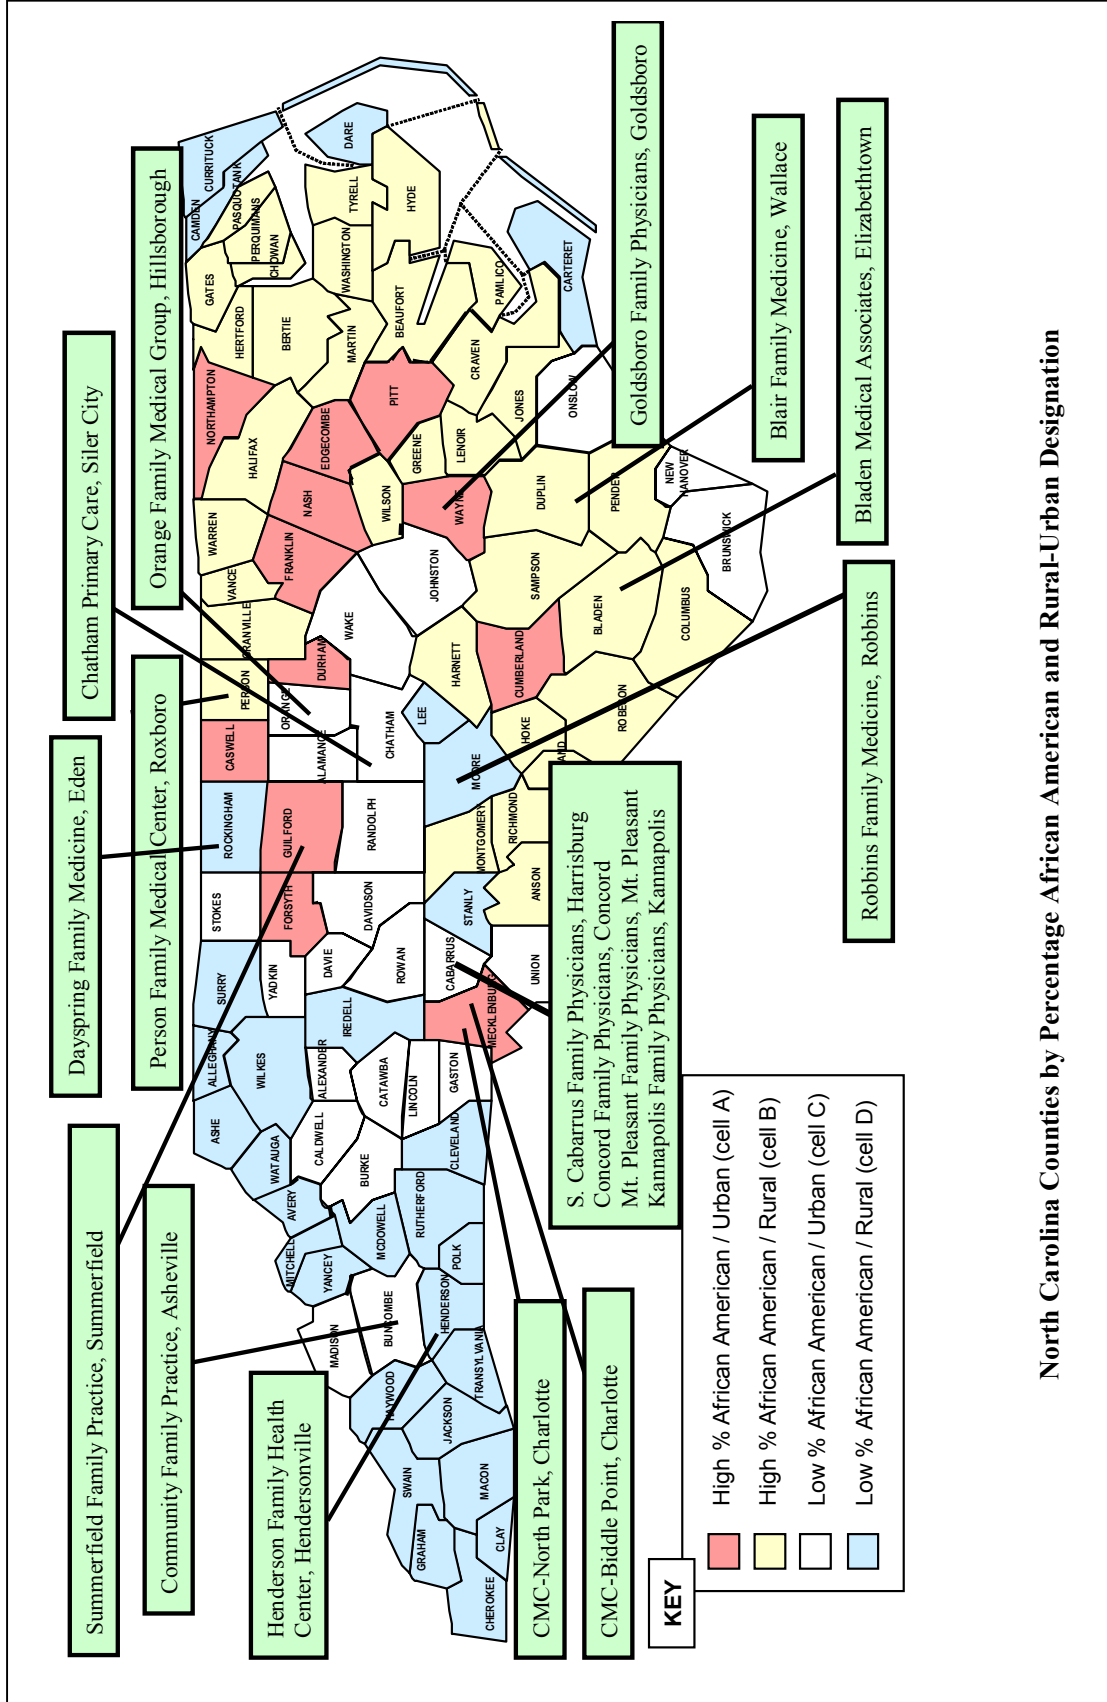 Summerfield Family Practice, Summerfield
Community Family Practice, Asheville
Henderson Family Health
Center, Hendersonville
Dayspring Family Medicine, Eden
Person Family Medical Center, Roxboro
Chatham Primary Care, Siler City
Orange Family Medical Group, Hillsborough
CHEROKEE
GRAHAM
CLAY
SWAIN
MACON
JACKSON
HAYWOOD
TRANSYLVANIA
MADISON
BUNCOMBE
HENDERSON
MITCHELL
YANCEY
AVERY
MCDOWELL
RUTHERFORD
POLK
ASHE
WATAUGA
CALDWELL
BURKE
CLEVELAND
ALLEGHANY
WILKES
ALEXANDER
CATAWBA
LINCOLN
GASTON
SURRY
YADKIN
IREDELL
DAVIE
ROWAN
CABARRUS
MECKLENBURG
UNION
STOKES
FORSYTH
DAVIDSON
STANLY
ANSON
ROCKINGHAM
GUILFORD
RANDOLPH
MONTGOMERY
RICHMOND
CASWELL
ALAMANCE
CHATHAM
MOORE
LEE
HOKE
AND
PERSON
ORANGE
DURHAM
GRANVILLE
VANCE
WARREN
FRANKLIN
WAKE
HARNETT
CUMBERLAND
ROBESON
JOHNSTON
SAMPSON
BLADEN
COLUMBUS
BRUNSWICK
NORTHAMPTON
HALIFAX
NASH
EDGECOMBE
WILSON
WAYNE
GREENE
LENOIR
DUPLIN
PENDER
NEW
HANOVER
HERTFORD
GATES
BERTIE
MARTIN
PITT
BEAUFORT
CRAVEN
JONES
ONSLOW
PAMLICO
CARTERET
CAMDEN
CURRITUCK
PASQUOTANK
PERQUIMANS
CHOWAN
WASHINGTON
TYRELL
HYDE
DARE
CMC-North Park, Charlotte
CMC-Biddle Point, Charlotte
S. Cabarrus Family Physicians, Harrisburg
Concord Family Physicians, Concord
Mt. Pleasant Family Physicians, Mt. Pleasant
Kannapolis Family Physicians, Kannapolis
Goldsboro Family Physicians, Goldsboro
Blair Family Medicine, Wallace
Bladen Medical Associates, Elizabethtown
Robbins Family Medicine, Robbins
KEY
High % African American / Urban (cell A)
High % African American / Rural (cell B)
Low % African American / Urban (cell C)
Low % African American / Rural (cell D)
North Carolina Counties by Percentage African American and Rural-Urban Designation